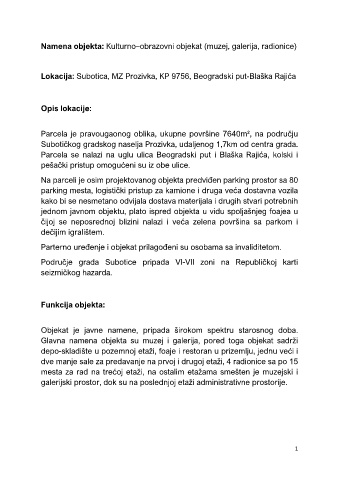 Namena objekta: Kulturno–obrazovni objekat (muzej, galerija, radionice)
Lokacija: Subotica, MZ Prozivka, KP 9756, Beogradski put-Blaška Rajića
Opis lokacije:
Parcela je pravougaonog oblika, ukupne površine 7640m², na području
Subotičkog gradskog naselja Prozivka, udaljenog 1,7km od centra grada.
Parcela se nalazi na uglu ulica Beogradski put i Blaška Rajića, kolski i
pešački pristup omogućeni su iz obe ulice.
Na parceli je osim projektovanog objekta predviđen parking prostor sa 80
parking mesta, logistički pristup za kamione i druga veća dostavna vozila
kako bi se nesmetano odvijala dostava materijala i drugih stvari potrebnih
jednom javnom objektu, plato ispred objekta u vidu spoljašnjeg foajea u
čijoj se neposrednoj blizini nalazi i veća zelena površina sa parkom i
dečijim igralištem.
Parterno uređenje i objekat prilagođeni su osobama sa invaliditetom.
Područje grada Subotice pripada VI-VII zoni na Republičkoj karti
seizmičkog hazarda.
Funkcija objekta:
Objekat je javne namene, pripada širokom spektru starosnog doba.
Glavna namena objekta su muzej i galerija, pored toga objekat sadrži
depo-skladište u pozemnoj etaži, foaje i restoran u prizemlju, jednu veći i
dve manje sale za predavanje na prvoj i drugoj etaži, 4 radionice sa po 15
mesta za rad na trećoj etaži, na ostalim etažama smešten je muzejski i
galerijski prostor, dok su na poslednjoj etaži administrativne prostorije.
1